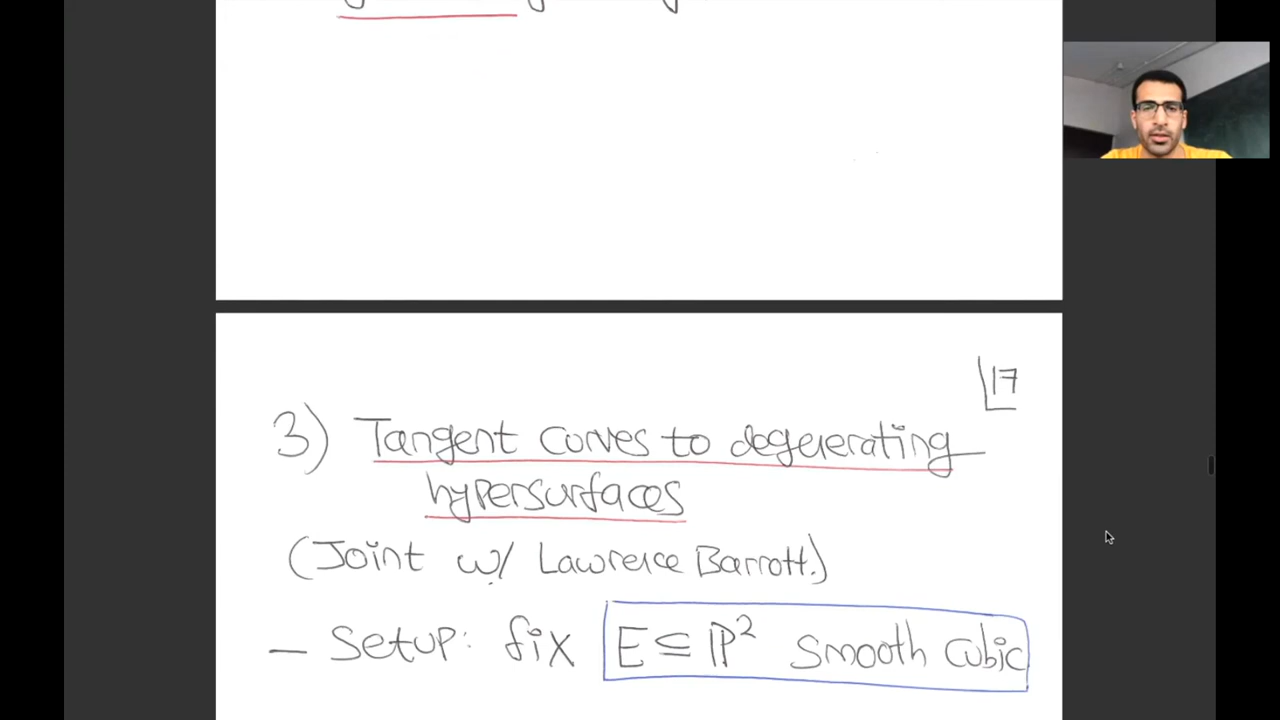 17
3) Tangent curves to degenerating
hypersurfaces
(Joint w/ Lawrence Barrott.)
— Setup: fix E ⊆ ℙ² smooth cubic